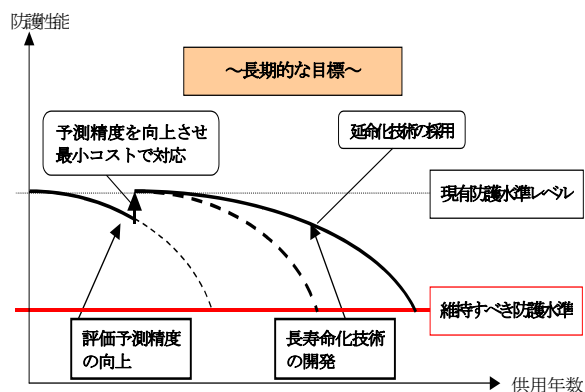 防護性能
～長期的な目標～
予測精度を向上させ
最小コストで対応
延命化技術の採用
現有防護水準レベル
維持すべき防護水準
評価予測精度
の向上
長寿命化技術
の開発
供用年数